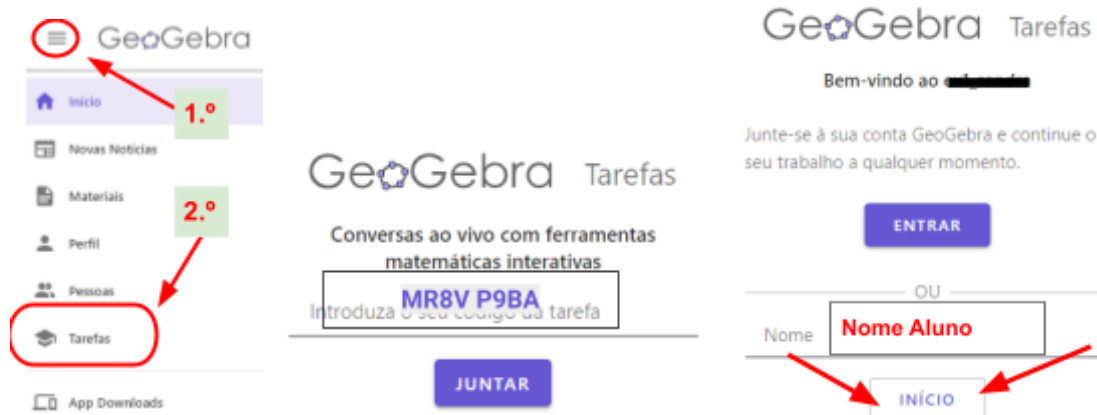 GeoGebra
Início
1.º
Novas Notícias
Materiais
2.º
Perfil
Pessoas
Tarefas
App Downloads
GeoGebra Tarefas
Conversas ao vivo com ferramentas
matemáticas interativas
MR8V P9BA
Introduza o seu código da tarefa
JUNTAR
GeoGebra Tarefas
Bem-vindo ao
Junte-se à sua conta GeoGebra e continue o
seu trabalho a qualquer momento.
ENTRAR
OU
Nome Nome Aluno
INÍCIO